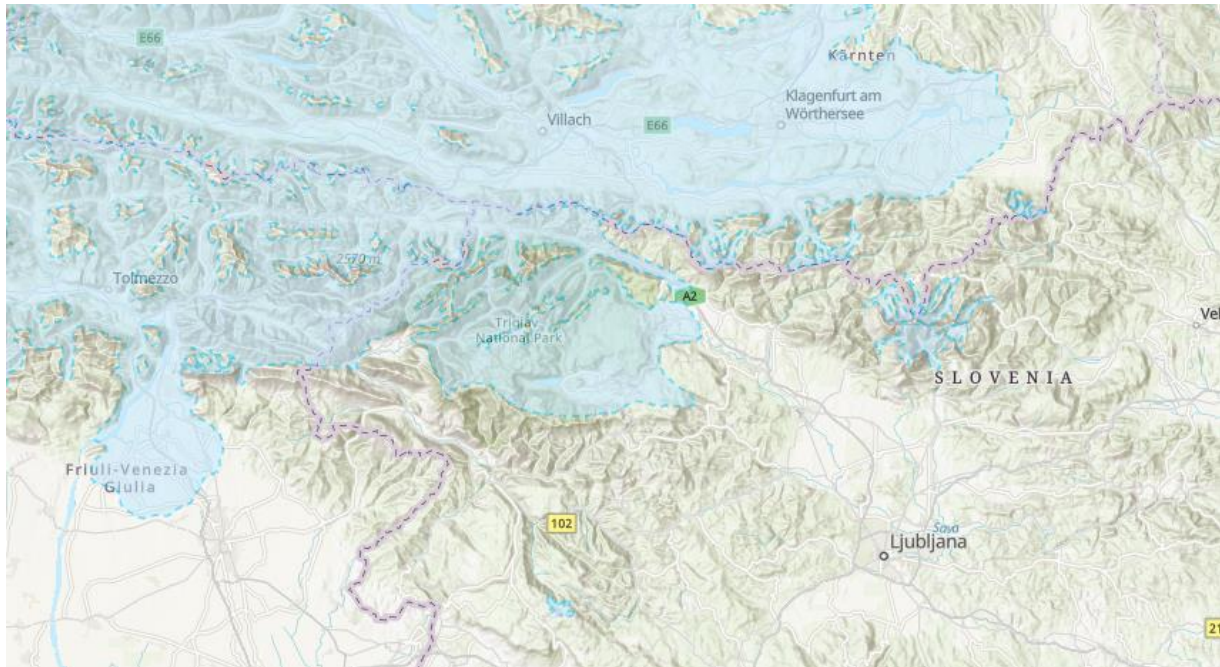 E66
Kärnten
Klagenfurt am
Wörthersee
Villach
E66
2570 m
Tolmezzo
A2
Triglav
National Park
Vel
SLOVENIA
Friuli-Venezia
Giulia
102
Sava
Ljubljana
21